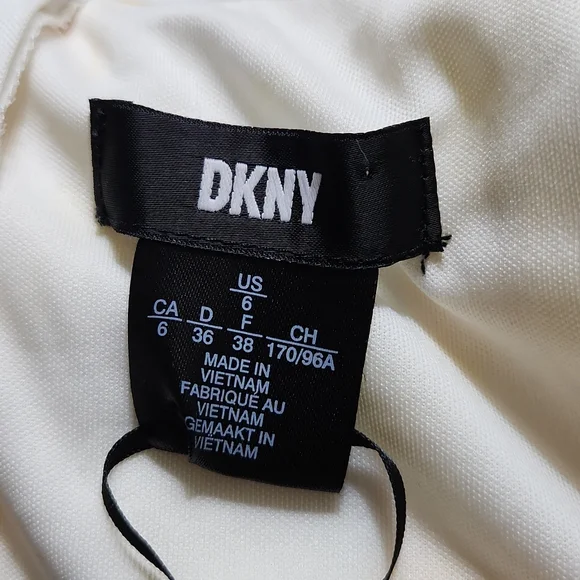 DKNY
US
6
CA D F CH
6 36 38 170/96A
MADE IN
VIETNAM
FABRIQUÉ AU
VIETNAM
GEMAAKT IN
VIETNAM